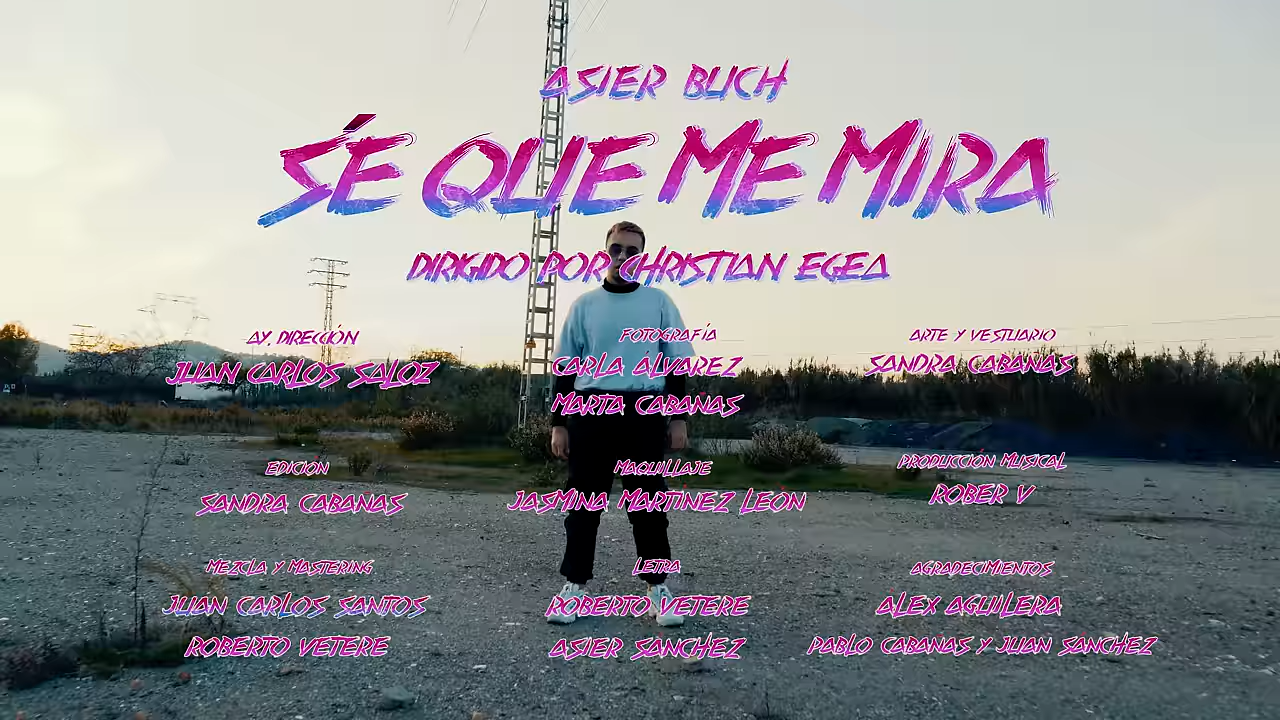 ASIER BUCH
SÉ QUE ME MIRA
DIRIGIDO POR CHRISTIAN EGEA
AY. DIRECCIÓN
JUAN CARLOS SALOZ
FOTOGRAFÍA
CARLA ÁLVAREZ
MARTA CABANAS
ARTE Y VESTUARIO
SANDRA CABANAS
EDICIÓN
SANDRA CABANAS
MAQUILLAJE
JASMINA MARTINEZ LEON
PRODUCCIÓN MUSICAL
ROBER V
MEZCLA Y MASTERING
JUAN CARLOS SANTOS
ROBERTO VETERE
LETRA
ROBERTO VETERE
ASIER SANCHEZ
AGRADECIMIENTOS
ALEX AGUILERA
PABLO CABANAS Y JUAN SANCHEZ